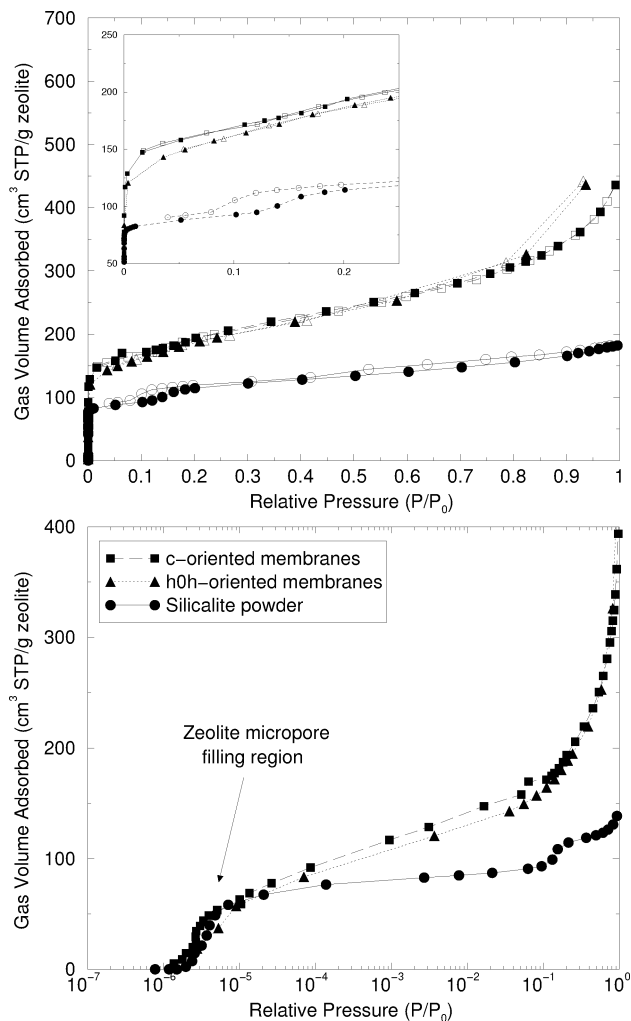 700
600
500
400
300
200
100
0
Gas Volume Adsorbed (cm³ STP/g zeolite)
250
200
150
100
50
0
0.1
0.2
0 0.1 0.2 0.3 0.4 0.5 0.6 0.7 0.8 0.9 1
Relative Pressure (P/P₀)
400
300
200
100
0
Gas Volume Adsorbed (cm³ STP/g zeolite)
c−oriented membranes
h0h−oriented membranes
Silicalite powder
Zeolite micropore
filling region
10⁻⁷ 10⁻⁶ 10⁻⁵ 10⁻⁴ 10⁻³ 10⁻² 10⁻¹ 10⁰
Relative Pressure (P/P₀)